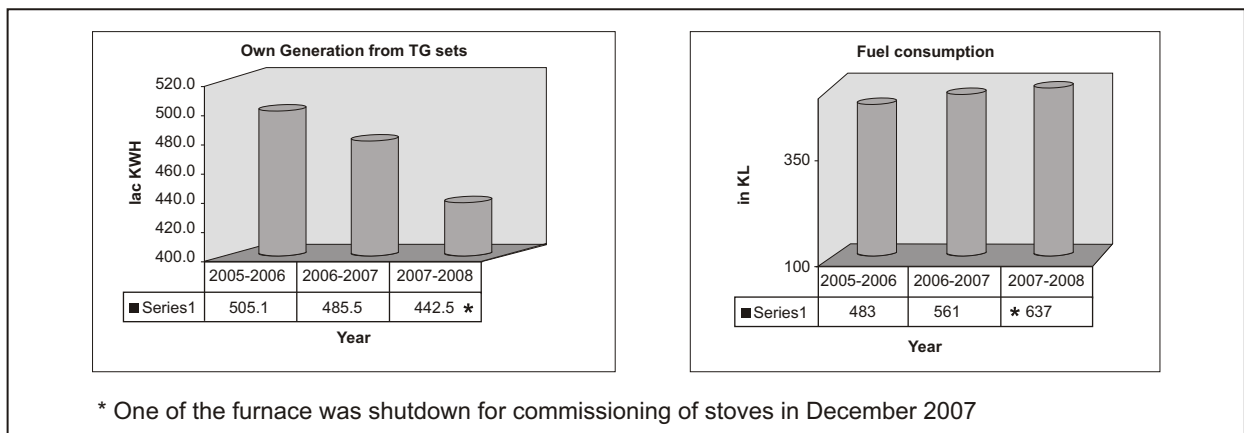 Own Generation from TG sets
520.0
500.0
480.0
460.0
440.0
420.0
400.0
lac KWH
2005-2006 2006-2007 2007-2008
Series1 505.1 485.5 442.5 *
Year
Fuel consumption
350
100
in KL
2005-2006 2006-2007 2007-2008
Series1 483 561 * 637
Year
* One of the furnace was shutdown for commissioning of stoves in December 2007